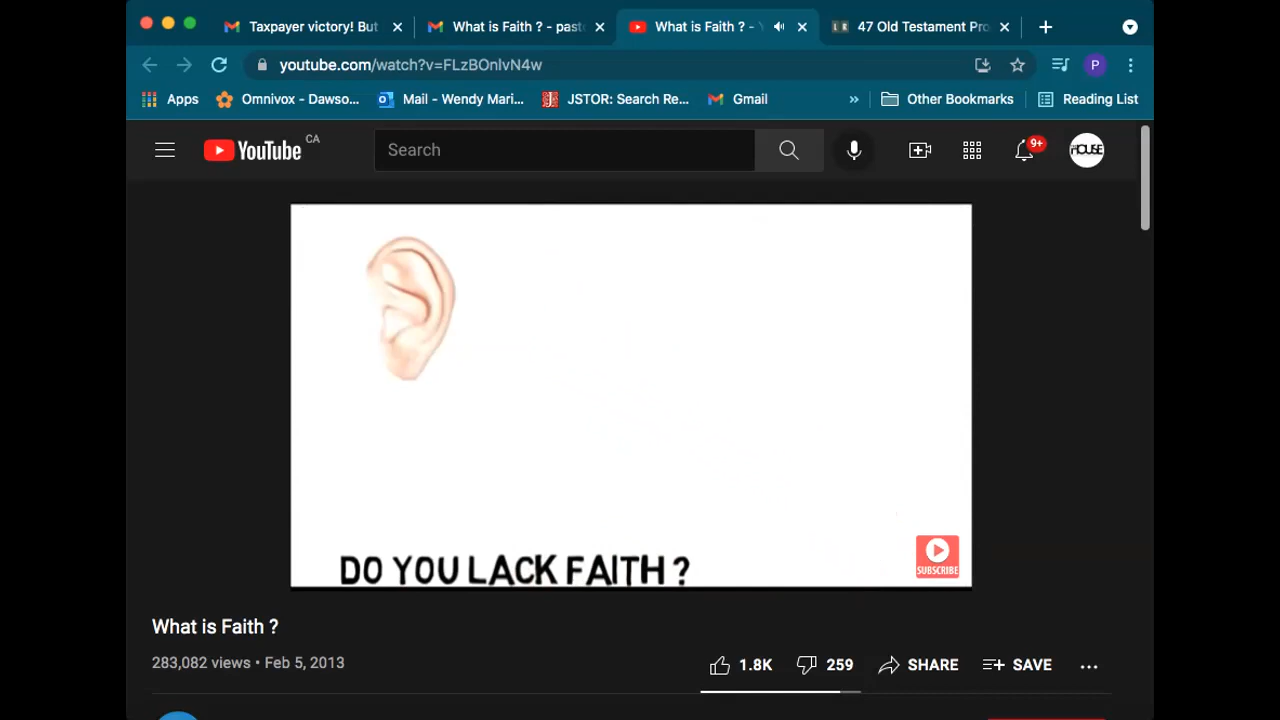 Taxpayer victory! But
What is Faith ? - past
What is Faith ? - Y
47 Old Testament Pro
youtube.com/watch?v=FLzBOnlvN4w
P
Apps
Omnivox - Dawso...
Mail - Wendy Mari...
JSTOR: Search Re...
Gmail
»
Other Bookmarks
Reading List
YouTube CA
Search
9+
HOUSE
DO YOU LACK FAITH ?
SUBSCRIBE
What is Faith ?
283,082 views • Feb 5, 2013
1.8K
259
SHARE
SAVE
...